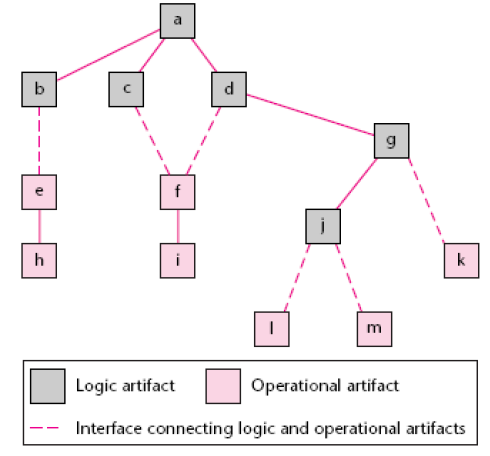 a
b
c
d
g
e
f
j
h
i
k
l
m
Logic artifact
Operational artifact
Interface connecting logic and operational artifacts